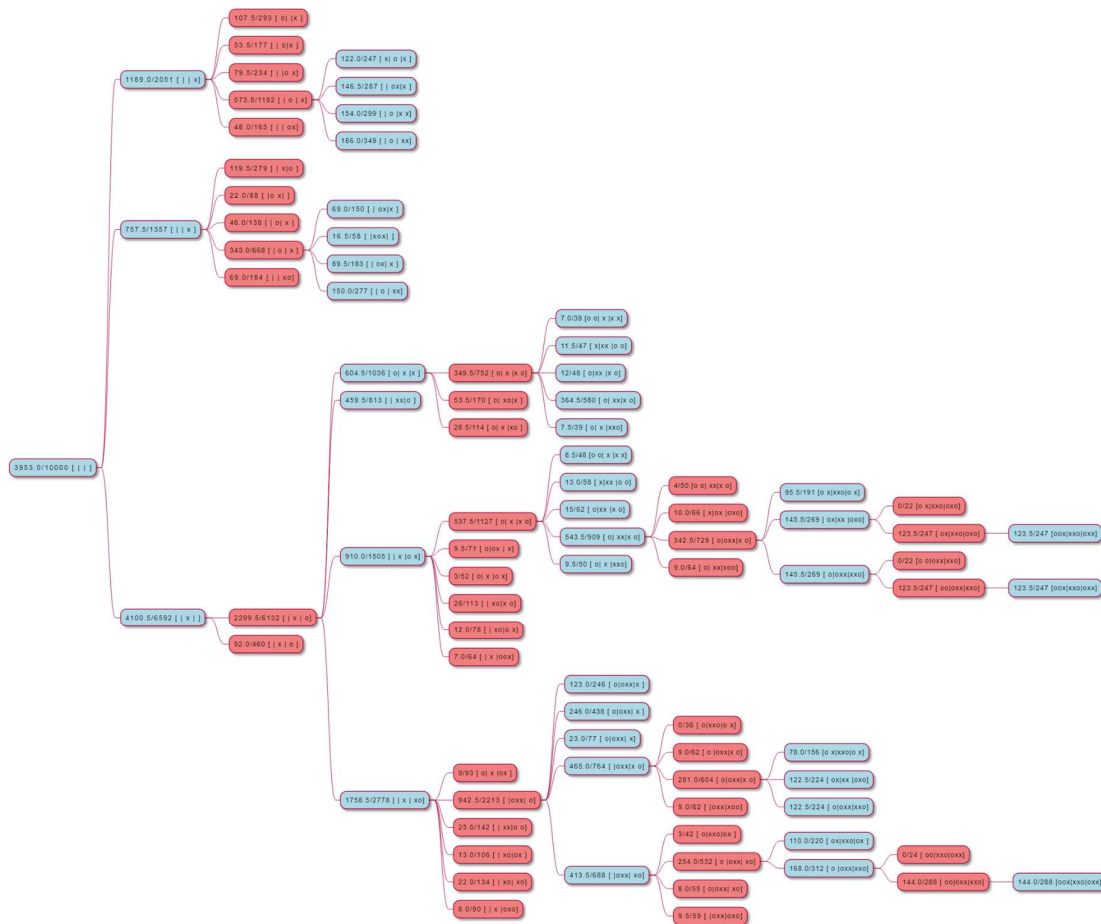 107.5/293 [ o| |x ]
53.5/177 [ | o|x ]
122.0/247 [ x| o |x ]
1189.0/2051 [ | | x]
79.5/234 [ | |o x]
146.5/287 [ | ox|x ]
573.5/1182 [ | o | x]
154.0/299 [ | o |x x]
48.0/165 [ | | ox]
186.0/349 [ | o | xx]
119.5/279 [ | x|o ]
22.0/88 [ |o x| ]
69.0/150 [ | ox|x ]
757.5/1357 [ | | x ]
46.0/138 [ | o| x ]
16.5/58 [ |xox| ]
343.0/668 [ | o | x ]
89.5/183 [ | ox| x ]
69.0/184 [ | | xo]
150.0/277 [ | o | xx]
7.0/38 [o o| x |x x]
11.5/47 [ x|xx |o o]
604.5/1036 [ o| x |x ]
349.5/752 [ o| x |x o]
12/48 [ o|xx |x o]
459.5/813 [ | xx|o ]
53.5/170 [ o| xo|x ]
364.5/580 [ o| xx|x o]
28.5/114 [ o| x |xo ]
7.5/39 [ o| x |xxo]
8.5/48 [o o| x |x x]
3953.0/10000 [ | | ]
13.0/58 [ x|xx |o o]
4/50 [o o| xx|x o]
95.5/191 [o x|xxo|o x]
0/22 [o x|xxo|oxo]
15/62 [ o|xx |x o]
10.0/66 [ x|ox |oxo]
145.5/269 [ ox|xx |oxo]
537.5/1127 [ o| x |x o]
543.5/909 [ o| xx|x o]
342.5/729 [ o|oxx|x o]
123.5/247 [ ox|xxo|oxo]
123.5/247 [oox|xxo|oxx]
910.0/1505 [ | x |o x]
9.5/71 [ o|ox | x]
9.5/50 [ o| x |xxo]
9.0/64 [ o| xx|xoo]
145.5/269 [ o|oxx|xxo]
0/22 [o o|oxx|xxo]
3/52 [ o| x |o x]
123.5/247 [ oo|oxx|xxo]
123.5/247 [oox|xxo|oxx]
26/113 [ | xo|x o]
4100.5/6592 [ | x | ]
2399.5/6132 [ | x | o]
12.0/78 [ | xo|o x]
92.0/460 [ | x | o ]
7.0/64 [ | x |oox]
123.0/246 [ o|oxx|x ]
246.0/438 [ o|oxx| x ]
0/36 [ o|xxo|o x]
23.0/77 [ o|oxx| x]
9.0/62 [ o |oxx|x o]
78.0/156 [o x|xxo|o x]
9/93 [ o| x |ox ]
465.0/764 [ |oxx|x o]
281.0/604 [ o|oxx|x o]
122.5/224 [ ox|xx |oxo]
1758.5/2778 [ | x | xo]
942.5/2213 [ |oxx| o]
9.0/62 [ |oxx|xoo]
122.5/224 [ o|oxx|xxo]
25.0/142 [ | xx|o o]
3/42 [ o|xxo|ox ]
13.0/106 [ | xo|ox ]
254.0/532 [ o |oxx| xo]
110.0/220 [ ox|xxo|ox ]
0/24 [ oo|xxo|oxx]
22.0/134 [ | xo| xo]
413.5/688 [ |oxx| xo]
8.0/55 [ o|oxx| xo]
168.0/312 [ o |oxx|xxo]
144.0/288 [ oo|oxx|xxo]
144.0/288 [oox|xxo|oxx]
8.0/90 [ | x |oxo]
9.5/59 [ |oxx|oxo]